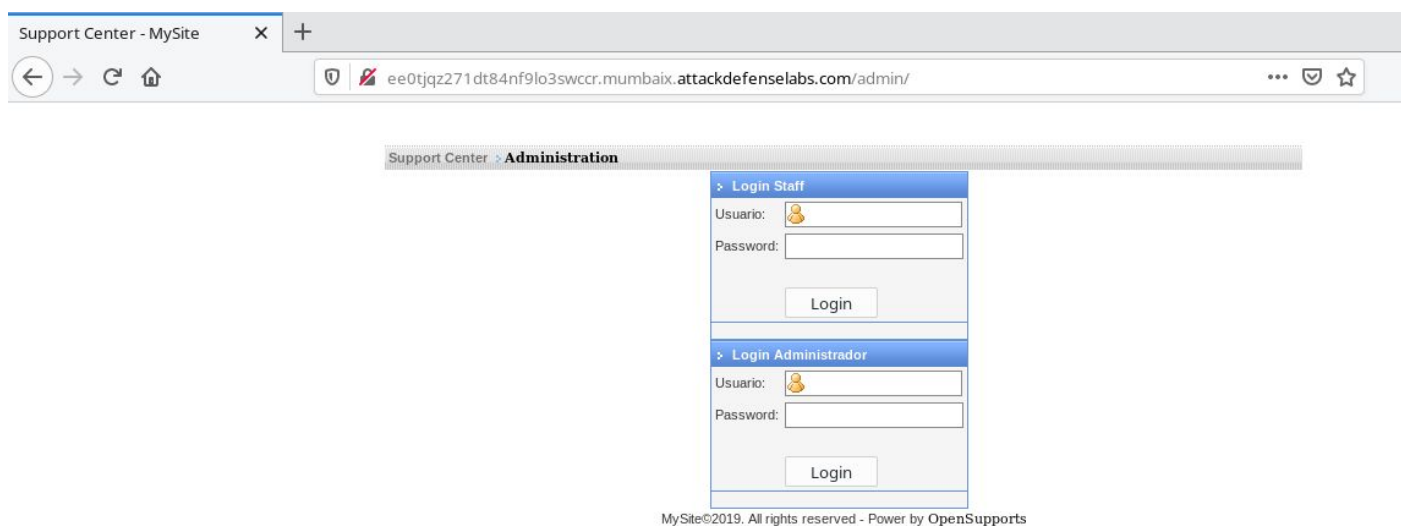 Support Center - MySite
ee0tjqz271dt84nf9lo3swccr.mumbaix.attackdefenselabs.com/admin/
Support Center Administration
Login Staff
Usuario:
Password:
Login
Login Administrador
Usuario:
Password:
Login
MySite©2019. All rights reserved - Power by OpenSupports